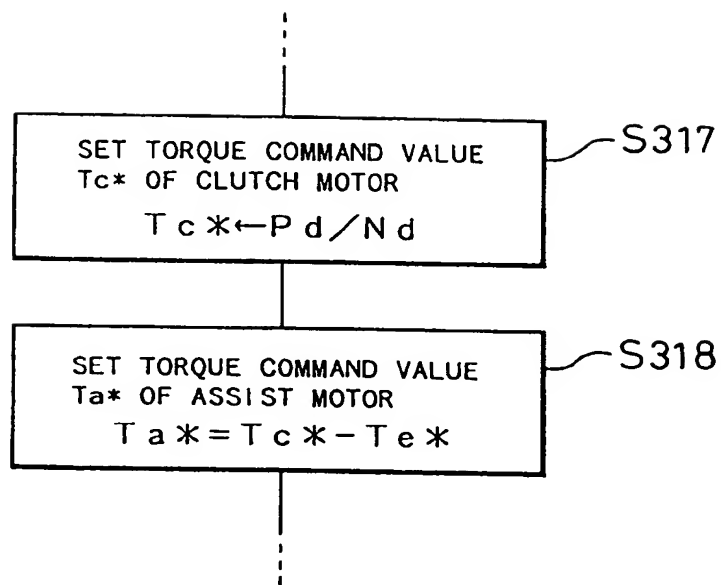 SET TORQUE COMMAND VALUE
Tc* OF CLUTCH MOTOR
Tc*←Pd/Nd
S317
SET TORQUE COMMAND VALUE
Ta* OF ASSIST MOTOR
Ta*=Tc*-Te*
S318